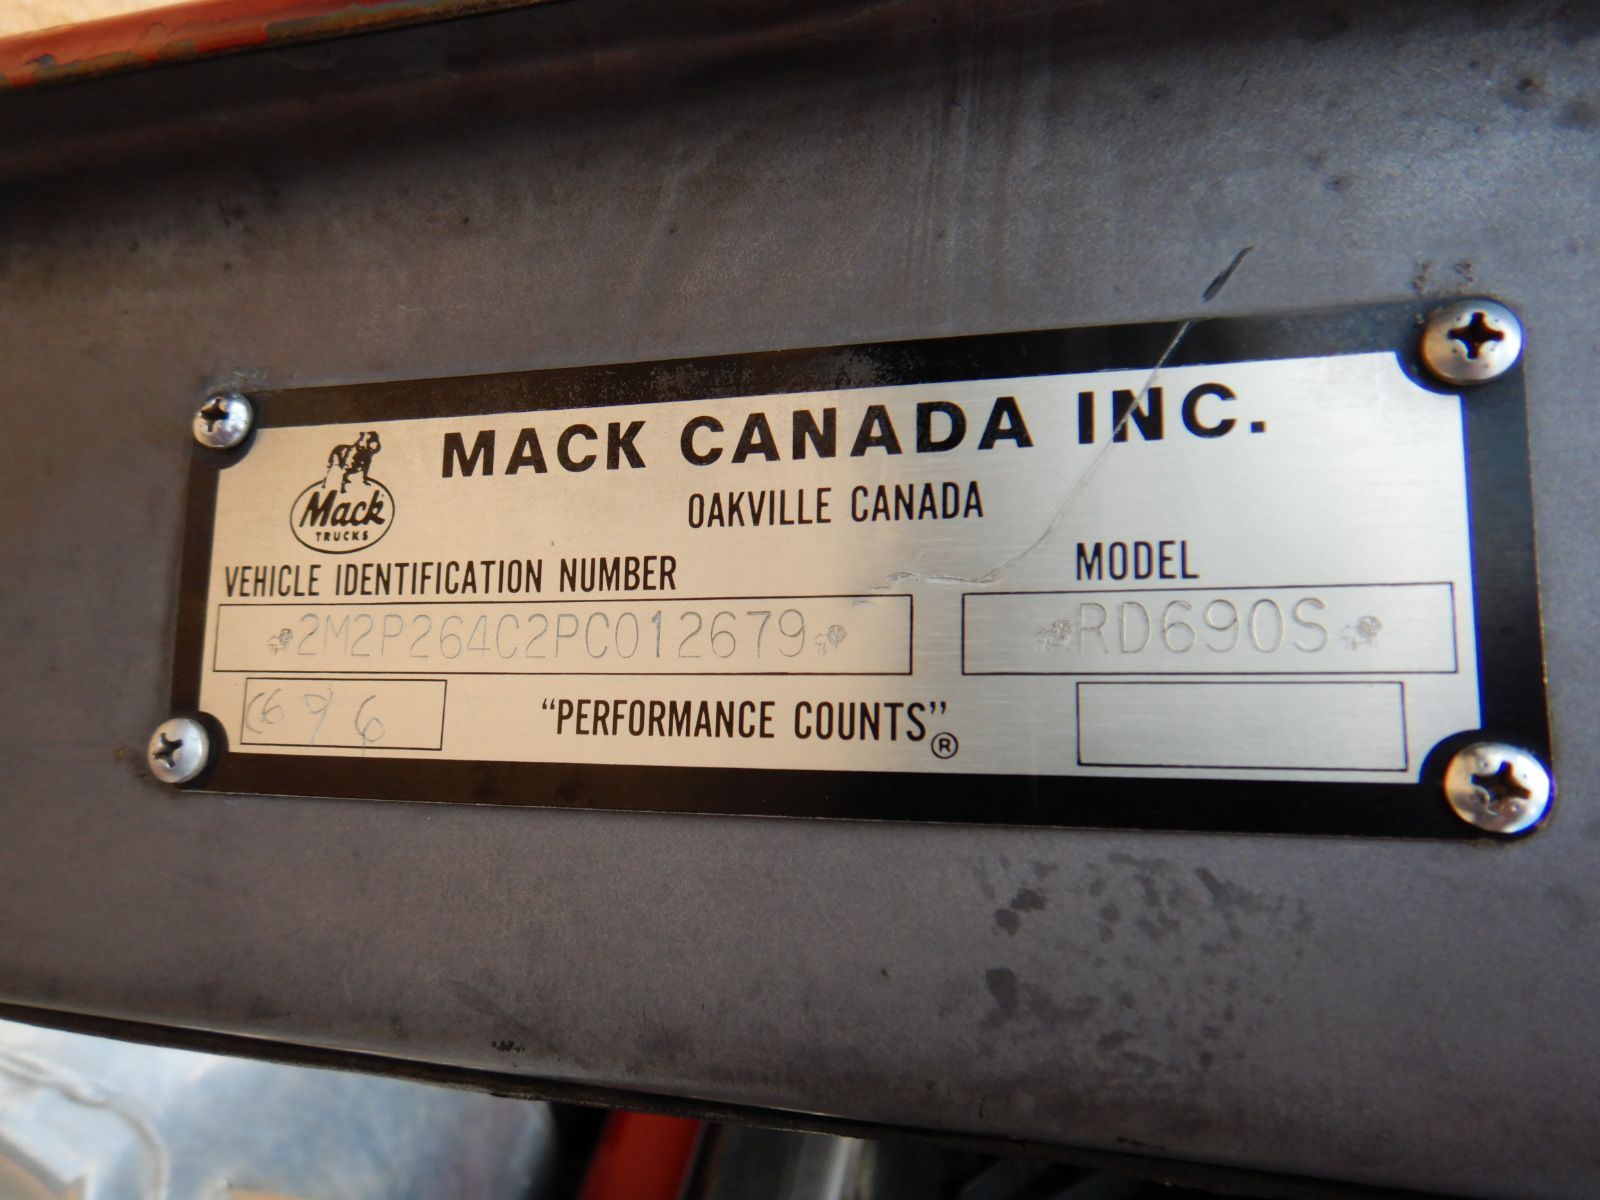 MACK CANADA INC.
Mack
TRUCKS
OAKVILLE CANADA
VEHICLE IDENTIFICATION NUMBER
MODEL
2M2P264C2PC012679
RD690S
"PERFORMANCE COUNTS"®